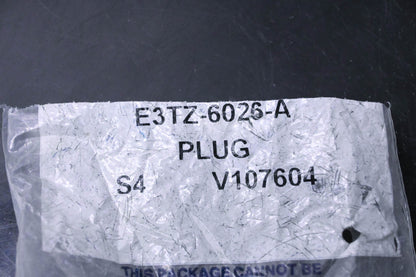 E3TZ-6026-A
PLUG
S4 V107604
THIS PACKAGE CANNOT BE